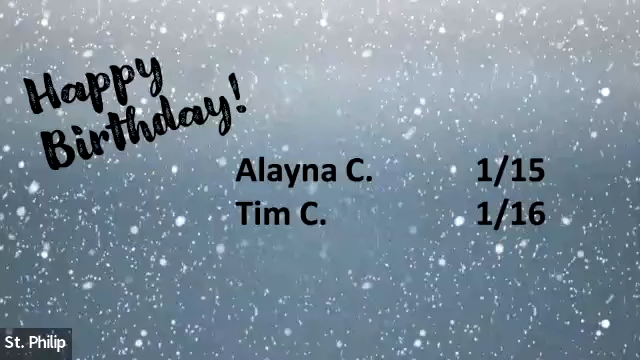 Happy
Birthday!
Alayna C. 1/15
Tim C. 1/16
St. Philip